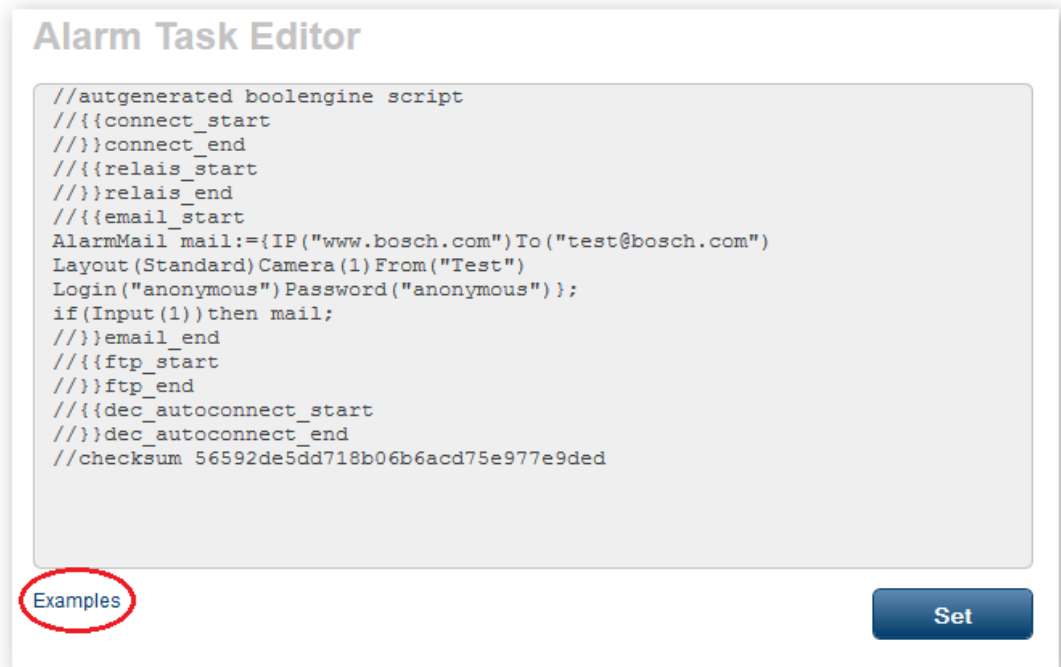 Alarm Task Editor
//autgenerated boolengine script
//{{connect_start
//}}connect_end
//{{relais_start
//}}relais_end
//{{email_start
AlarmMail mail:={IP("www.bosch.com")To("test@bosch.com")
Layout(Standard)Camera(1)From("Test")
Login("anonymous")Password("anonymous")};
if(Input(1))then mail;
//}}email_end
//{{ftp_start
//}}ftp_end
//{{dec_autoconnect_start
//}}dec_autoconnect_end
//checksum 56592de5dd718b06b6acd75e977e9ded
Examples
Set